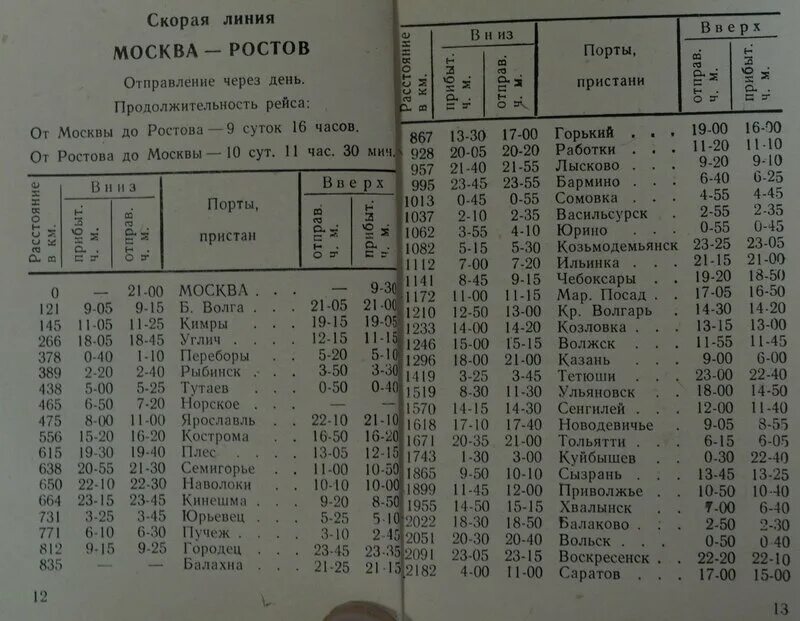 Скорая линия
МОСКВА — РОСТОВ
Отправление через день.
Продолжительность рейса:
От Москвы до Ростова — 9 суток 16 часов.
От Ростова до Москвы — 10 сут. 11 час. 30 мин.
Расстояние в км. Вниз Порты, пристан Вверх
прибыт. ч. м. отправ. ч. м. отправ. ч. м. прибыт. ч. м.
0 — 21-00 МОСКВА . . . — 9-30
121 9-05 9-15 Б. Волга . . . 21-05 21-00
145 11-05 11-25 Кимры . . . 19-15 19-05
266 18-05 18-45 Углич . . . . 12-15 11-15
378 0-40 1-10 Переборы . . 5-20 5-10
389 2-20 2-40 Рыбинск . . . 3-50 3-30
438 5-00 5-25 Тутаев . . . 0-50 0-40
465 6-50 7-20 Норское . . . — —
475 8-00 11-00 Ярославль . . 22-10 21-10
556 15-20 16-20 Кострома . . 16-50 16-20
615 19-30 19-40 Плес . . . . 13-05 12-15
638 20-55 21-30 Семигорье . . 11-00 10-50
650 22-10 22-30 Наволоки . . 10-10 10-00
664 23-15 23-45 Кинешма . . 9-20 8-50
731 3-25 3-45 Юрьевец . . 5-25 5-10
771 6-10 6-30 Пучеж . . . . 3-10 2-45
812 9-15 9-25 Городец . . . 23-45 23-35
835 — — Балахна . . . 21-25 21-15
12
Расстояние в км. Вниз Порты, пристани Вверх
прибыт. ч. м. отправ. ч. м. отправ. ч. м. прибыт. ч. м.
867 13-30 17-00 Горький . . . 19-00 16-00
928 20-05 20-20 Работки . . . 11-20 11-10
957 21-40 21-55 Лысково . . . 9-20 9-10
995 23-45 23-55 Бармино . . . 6-40 6-25
1013 0-45 0-55 Сомовка . . . 4-55 4-45
1037 2-10 2-35 Васильсурск . 2-55 2-35
1062 3-55 4-10 Юрино . . . 0-55 0-45
1082 5-15 5-30 Козьмодемьянск 23-25 23-05
1112 7-00 7-20 Ильинка . . . 21-15 21-00
1141 8-45 9-15 Чебоксары . . 19-20 18-50
1172 11-00 11-15 Мар. Посад . . 17-05 16-50
1210 12-50 13-00 Кр. Волгарь . 14-30 14-20
1233 14-00 14-20 Козловка . . . 13-15 13-00
1246 15-00 15-15 Волжск . . . 11-55 11-45
1296 18-00 21-00 Казань . . . 9-00 6-00
1419 3-25 3-45 Тетюши . . . 23-00 22-40
1519 8-30 11-30 Ульяновск . . 18-00 14-50
1570 14-15 14-30 Сенгилей . . . 12-00 11-40
1618 17-10 17-40 Новодевичье . 9-05 8-55
1671 20-35 21-00 Тольятти . . . 6-15 6-05
1743 1-30 3-00 Куйбышев . . 0-30 22-40
1865 9-50 10-10 Сызрань . . . 13-45 13-25
1899 11-45 12-00 Приволжье . . 10-50 10-40
1955 14-50 15-15 Хвалынск . . 7-00 6-40
2022 18-30 18-50 Балаково . . . 2-50 2-30
2051 20-30 20-40 Вольск . . . 0-50 0 40
2091 23-05 23-15 Воскресенск . . 22-20 22-10
2182 4-00 11-00 Саратов . . . 17-00 15-00
13